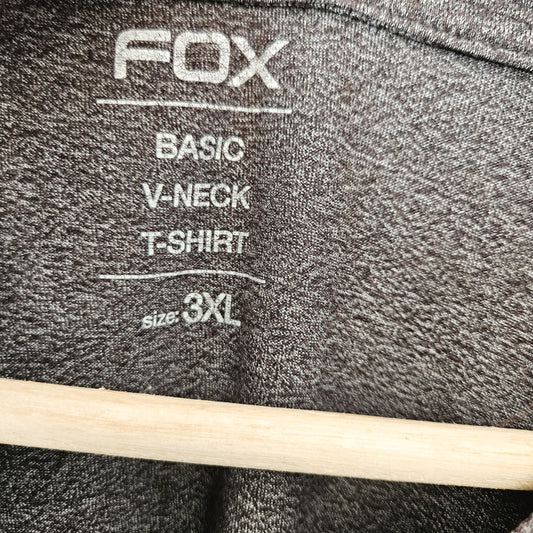 FOX
BASIC
V-NECK
T-SHIRT
size: 3XL